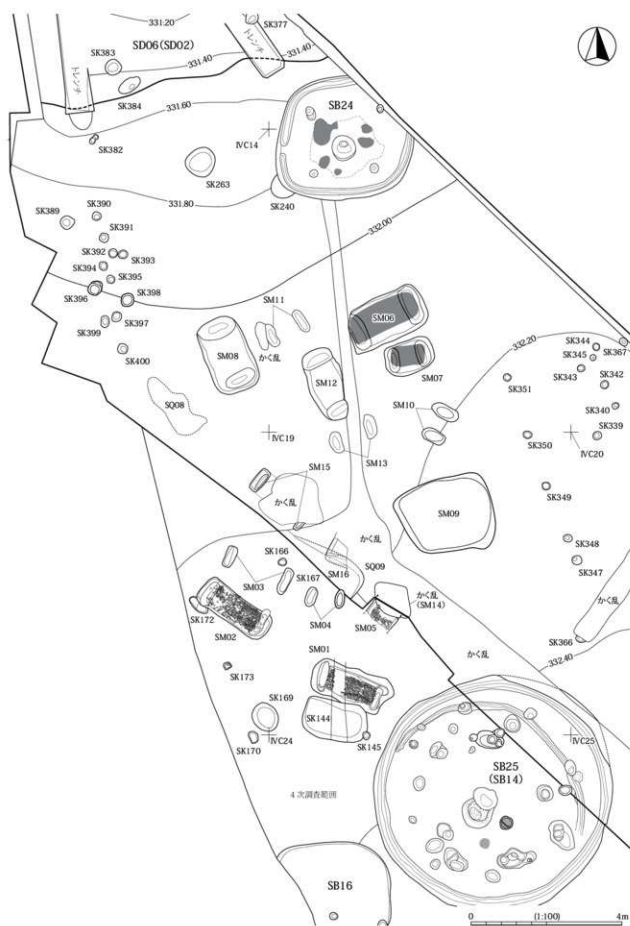 331.20
SK377
SD06(SD02)
トレンチ
トレンチ
331.40
SK383
331.40
SK384
331.60
SB24
IVC14
SK382
SK263
331.80
SK240
SK389
SK390
SK391
332.00
SK392
SK393
SK394
SK395
SK396
SK398
SM11
SM06
SK399
SK397
かく乱
SK400
SM08
SM12
SM07
332.20
SK344
SK367
SK345
SK342
SK343
SK351
SQ08
SM10
SK340
SK339
IVC19
SM13
SK350
IVC20
SM15
かく乱
SK349
SM09
かく乱
SK348
SK166
SQ09
SK347
SM03
SM16
かく乱
(SM14)
かく乱
SK167
SK172
SM04
SM05
SM02
SK366
かく乱
SM01
332.40
SK173
SK169
SK144
IVC24
SK170
SK145
IVC25
SB25
(SB14)
4次調査範囲
SB16
0 (1:100) 4m